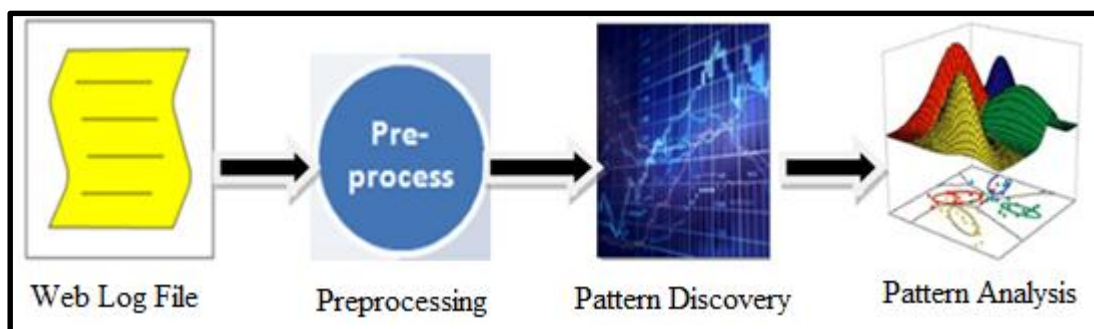 Pre-
process
Web Log File
Preprocessing
Pattern Discovery
Pattern Analysis